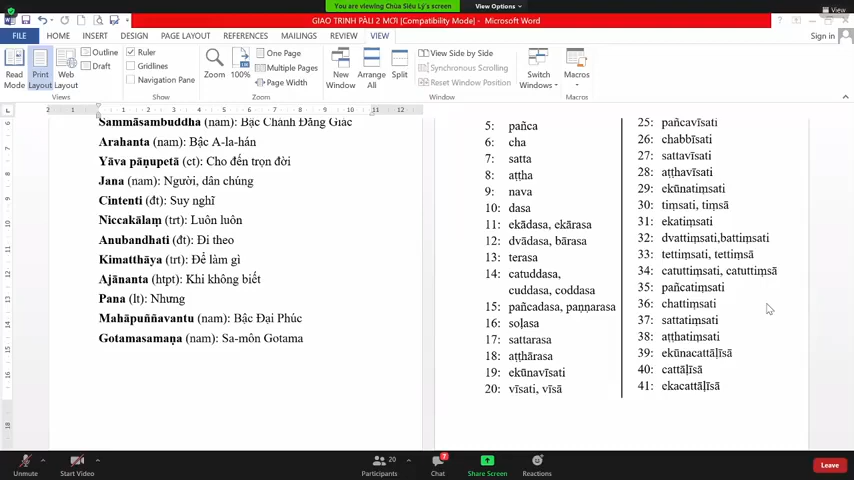 You are viewing Chùa Siêu Lý's screen
View Options
View
GIAO TRINH PALI 2 MOI [Compatibility Mode] - Microsoft Word
FILE HOME INSERT DESIGN PAGE LAYOUT REFERENCES MAILINGS REVIEW VIEW
Sign in
Read Mode
Print Layout
Web Layout
Outline
Draft
Views
Ruler
Gridlines
Navigation Pane
Show
Zoom
100%
One Page
Multiple Pages
Page Width
Zoom
New Window
Arrange All
Split
View Side by Side
Synchronous Scrolling
Reset Window Position
Window
Switch Windows
Macros
Macros
Sammāsambuddha (nam): Bậc Chánh Đẳng Giác
Arahanta (nam): Bậc A-la-hán
Yāva pāṇupetā (ct): Cho đến trọn đời
Jana (nam): Người, dân chúng
Cintenti (đt): Suy nghĩ
Niccakālaṃ (trt): Luôn luôn
Anubandhati (đt): Đi theo
Kimatthāya (trt): Để làm gì
Ajānanta (htpt): Khi không biết
Pana (lt): Nhưng
Mahāpuññavantu (nam): Bậc Đại Phúc
Gotamasamaṇa (nam): Sa-môn Gotama
5: pañca
6: cha
7: satta
8: aṭṭha
9: nava
10: dasa
11: ekādasa, ekārasa
12: dvādasa, bārasa
13: terasa
14: catuddasa,
cuddasa, coddasa
15: pañcadasa, paṇṇarasa
16: soḷasa
17: sattarasa
18: aṭṭhārasa
19: ekūnavīsati
20: vīsati, vīsā
25: pañcavīsati
26: chabbīsati
27: sattavīsati
28: aṭṭhavīsati
29: ekūnatiṃsati
30: tiṃsati, tiṃsā
31: ekatiṃsati
32: dvattiṃsati,battiṃsati
33: tettiṃsati, tettiṃsā
34: catuttiṃsati, catuttiṃsā
35: pañcatiṃsati
36: chattiṃsati
37: sattatiṃsati
38: aṭṭhatiṃsati
39: ekūnacattāḷīsā
40: cattāḷīsā
41: ekacattāḷīsā
Unmute
Start Video
20
Participants
7
Chat
Share Screen
Reactions
Leave